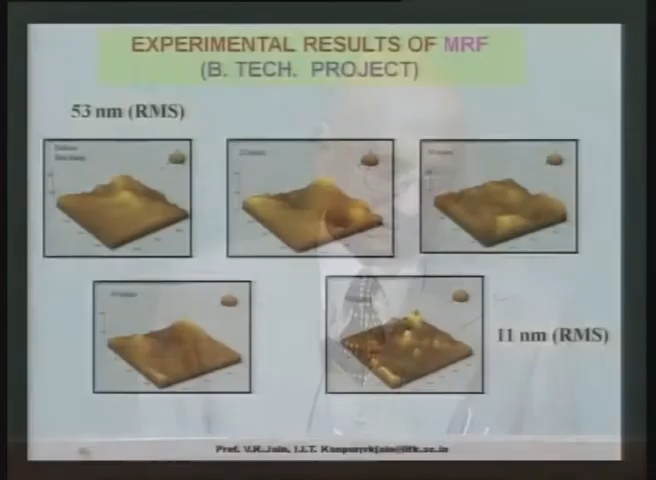 EXPERIMENTAL RESULTS OF MRF
(B. TECH. PROJECT)
53 nm (RMS)
11 nm (RMS)
Prof. V.K.Jain, I.I.T. Kanpur